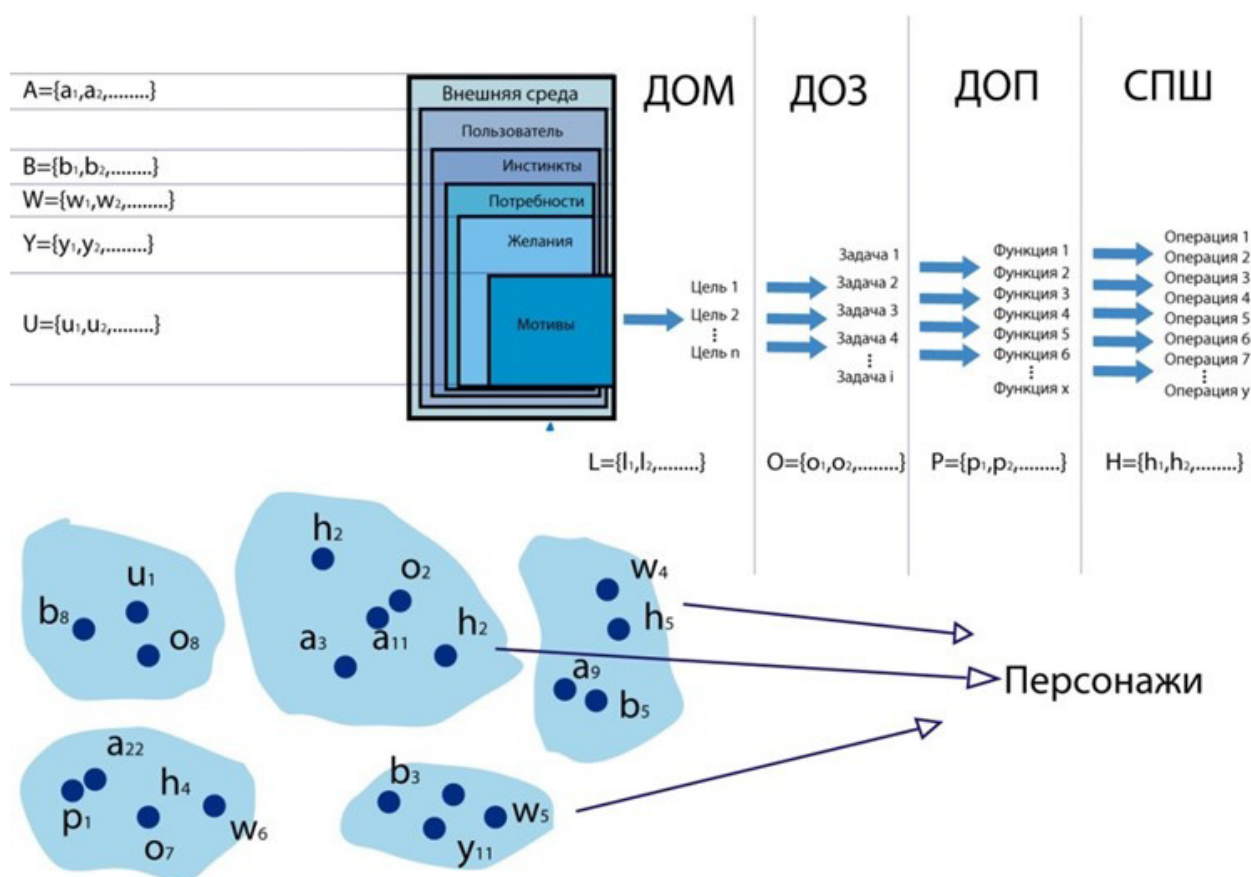 ДОМ
ДОЗ
ДОП
СПШ
A={a₁,a₂,........}
B={b₁,b₂,........}
W={w₁,w₂,........}
Y={y₁,y₂,........}
U={u₁,u₂,........}
Внешняя среда
Пользователь
Инстинкты
Потребности
Желания
Мотивы
Цель 1
Цель 2
Цель n
Задача 1
Задача 2
Задача 3
Задача 4
Задача i
Функция 1
Функция 2
Функция 3
Функция 4
Функция 5
Функция 6
Функция x
Операция 1
Операция 2
Операция 3
Операция 4
Операция 5
Операция 6
Операция 7
Операция y
L={l₁,l₂,........}
O={o₁,o₂,........}
P={p₁,p₂,........}
H={h₁,h₂,........}
u₁
b₈
o₈
h₂
o₂
a₃
a₁₁
h₂
w₄
h₅
a₉
b₅
Персонажи
a₂₂
h₄
p₁
o₇
w₆
b₃
w₅
y₁₁